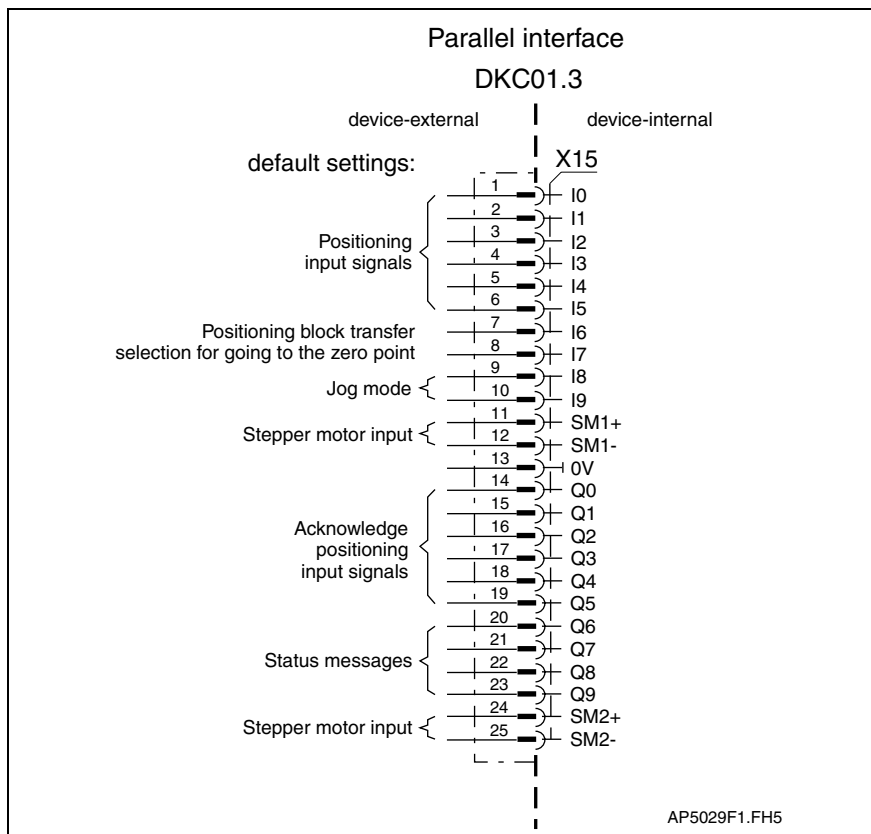 Parallel interface
DKC01.3
device-external device-internal
default settings: X15
1 I0
2 I1
3 I2
Positioning
input signals
4 I3
5 I4
6 I5
Positioning block transfer
7 I6
selection for going to the zero point
8 I7
9 I8
Jog mode
10 I9
11 SM1+
Stepper motor input
12 SM1-
13 0V
14 Q0
15 Q1
16 Q2
Acknowledge
positioning
input signals
17 Q3
18 Q4
19 Q5
20 Q6
21 Q7
Status messages
22 Q8
23 Q9
24 SM2+
Stepper motor input
25 SM2-
AP5029F1.FH5